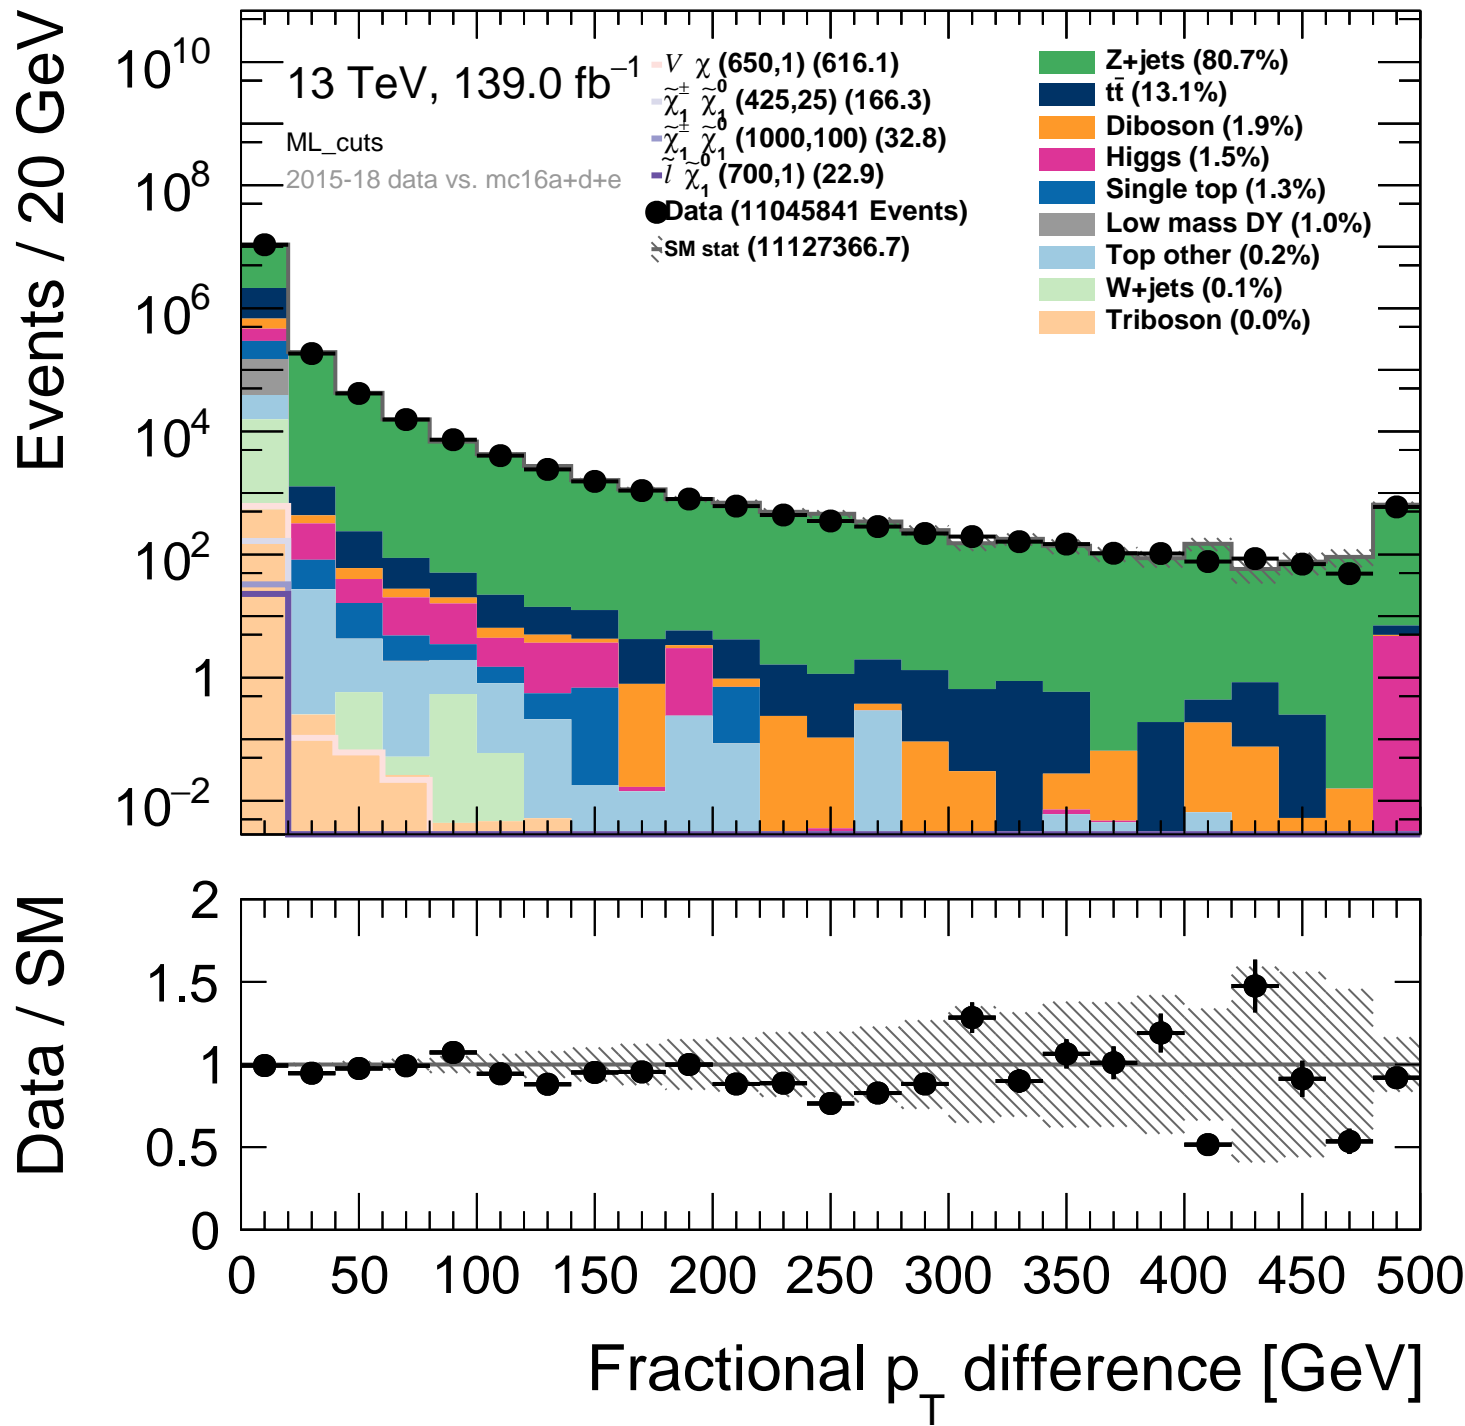 Events / 20 GeV
10¹⁰
10⁸
10⁶
10⁴
10²
1
10⁻²
13 TeV, 139.0 fb⁻¹
ML_cuts
2015-18 data vs. mc16a+d+e
V χ (650,1) (616.1)
χ̃₁^± χ̃₁⁰ (425,25) (166.3)
χ̃₁^± χ̃₁⁰ (1000,100) (32.8)
l̃ χ̃₁⁰ (700,1) (22.9)
Data (11045841 Events)
SM stat (11127366.7)
Z+jets (80.7%)
tt̄ (13.1%)
Diboson (1.9%)
Higgs (1.5%)
Single top (1.3%)
Low mass DY (1.0%)
Top other (0.2%)
W+jets (0.1%)
Triboson (0.0%)
Data / SM
2
1.5
1
0.5
0
0 50 100 150 200 250 300 350 400 450 500
Fractional p_T difference [GeV]